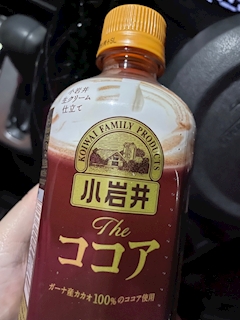 小岩井
生クリーム
仕立て
KOIWAI FAMILY PRODUCTS
小岩井
The
ココア
ガーナ産カカオ100%のココア使用